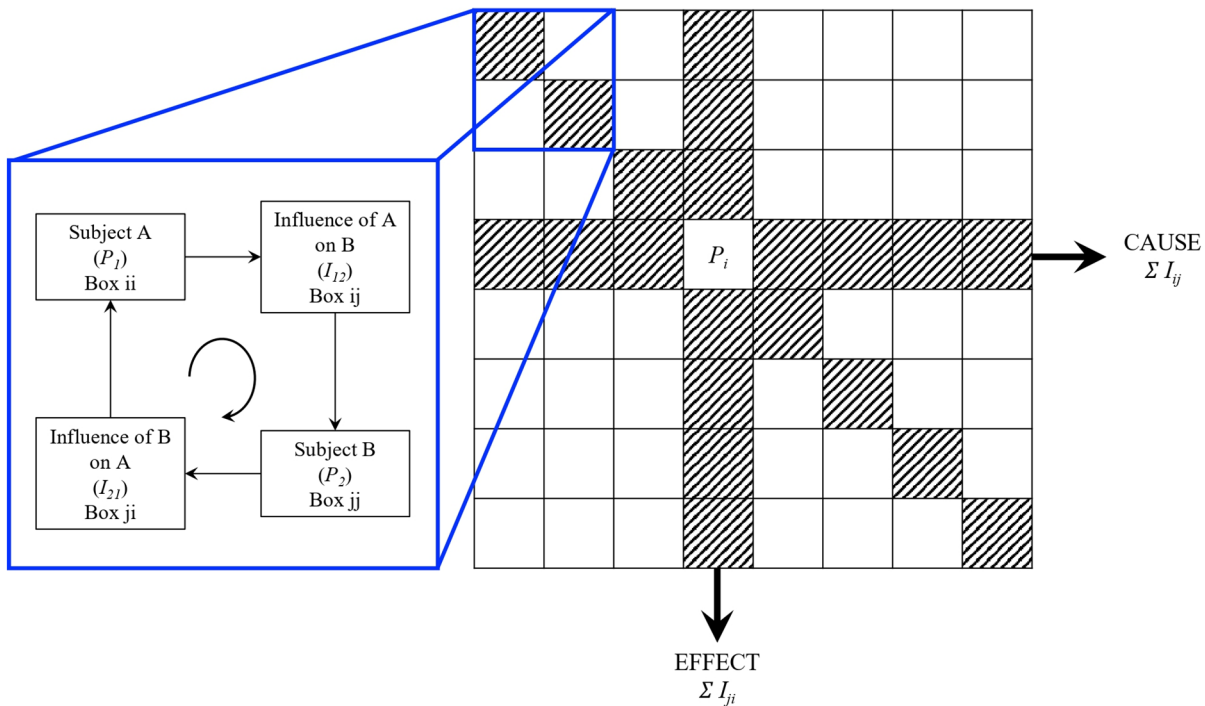 Subject A
(P1)
Box ii
Influence of A
on B
(I12)
Box ij
Influence of B
on A
(I21)
Box ji
Subject B
(P2)
Box jj
Pi
CAUSE
Σ Iij
EFFECT
Σ Iji